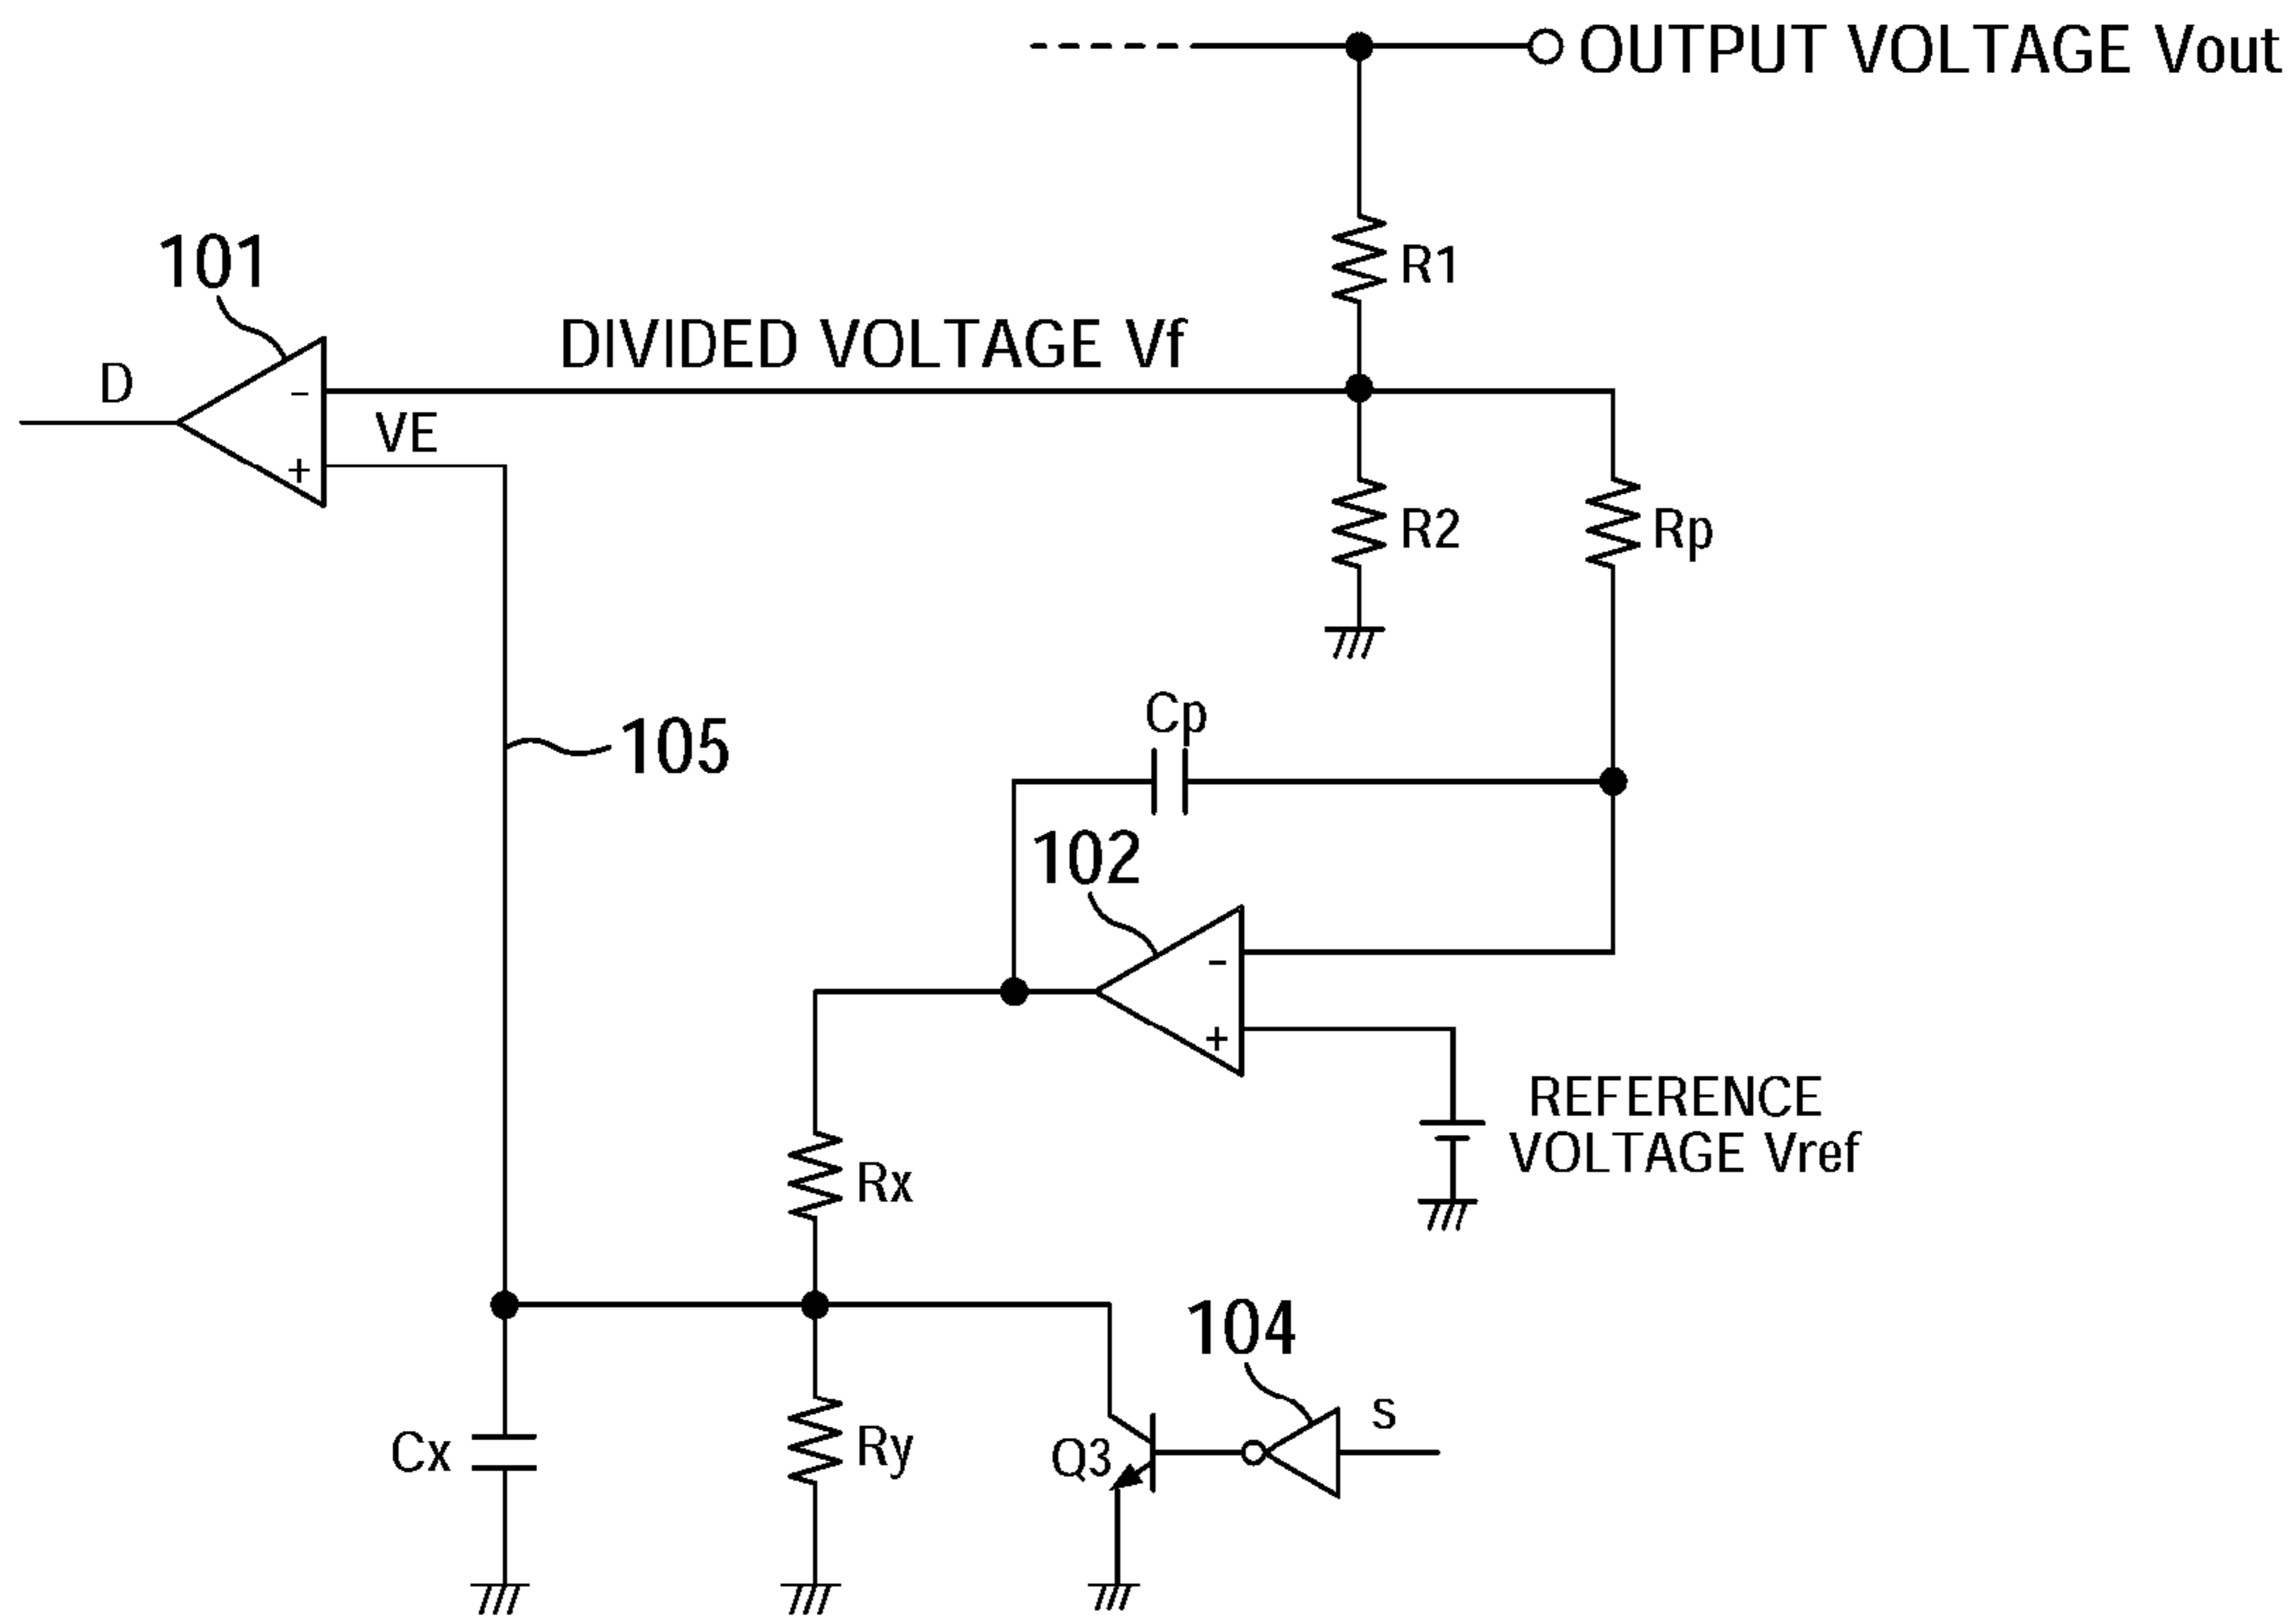 OUTPUT VOLTAGE Vout
R1
101
DIVIDED VOLTAGE Vf
D
-
VE
+
R2
Rp
Cp
105
102
-
+
REFERENCE
VOLTAGE Vref
Rx
104
S
Cx
Ry
Q3